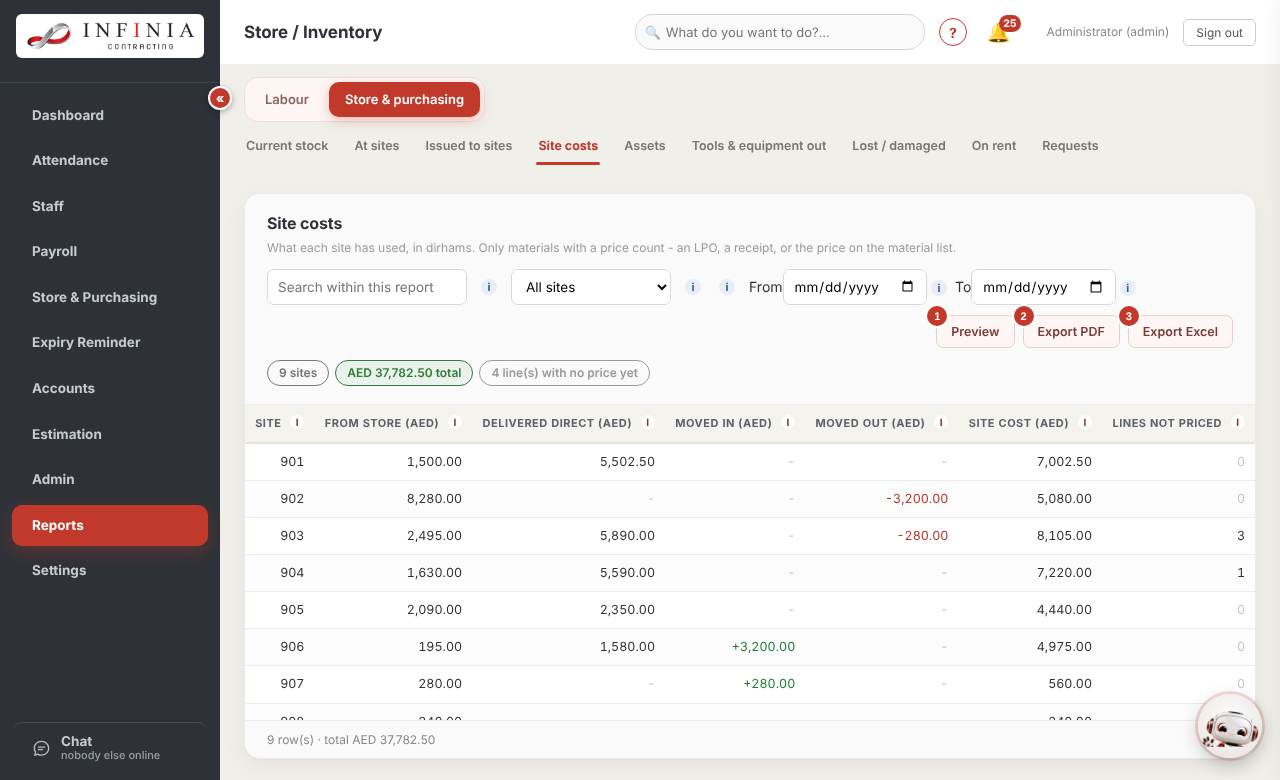 INFINIA
CONTRACTING
Store / Inventory
🔍 What do you want to do?...
?
25
Administrator (admin)
Sign out
«
Dashboard
Attendance
Staff
Payroll
Store & Purchasing
Expiry Reminder
Accounts
Estimation
Admin
Reports
Settings
Chat
nobody else online
Labour
Store & purchasing
Current stock At sites Issued to sites Site costs Assets Tools & equipment out Lost / damaged On rent Requests
Site costs
What each site has used, in dirhams. Only materials with a price count - an LPO, a receipt, or the price on the material list.
Search within this report i All sites i i From mm/dd/yyyy i To mm/dd/yyyy i
1 Preview 2 Export PDF 3 Export Excel
9 sites AED 37,782.50 total 4 line(s) with no price yet
SITE I FROM STORE (AED) I DELIVERED DIRECT (AED) I MOVED IN (AED) I MOVED OUT (AED) I SITE COST (AED) I LINES NOT PRICED I
901 1,500.00 5,502.50 - - 7,002.50 0
902 8,280.00 - - -3,200.00 5,080.00 0
903 2,495.00 5,890.00 - -280.00 8,105.00 3
904 1,630.00 5,590.00 - - 7,220.00 1
905 2,090.00 2,350.00 - - 4,440.00 0
906 195.00 1,580.00 +3,200.00 - 4,975.00 0
907 280.00 - +280.00 - 560.00 0
9 row(s) · total AED 37,782.50